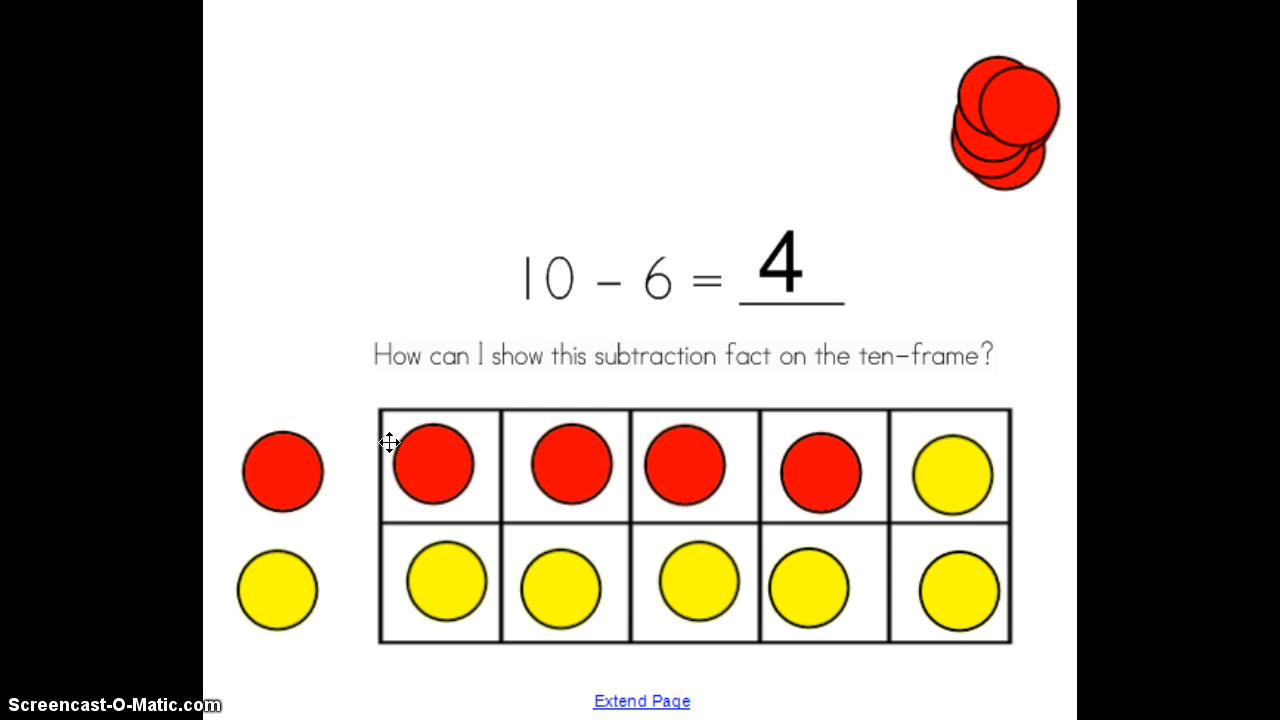 10 – 6 = 4
How can I show this subtraction fact on the ten-frame?
Extend Page
Screencast-O-Matic.com